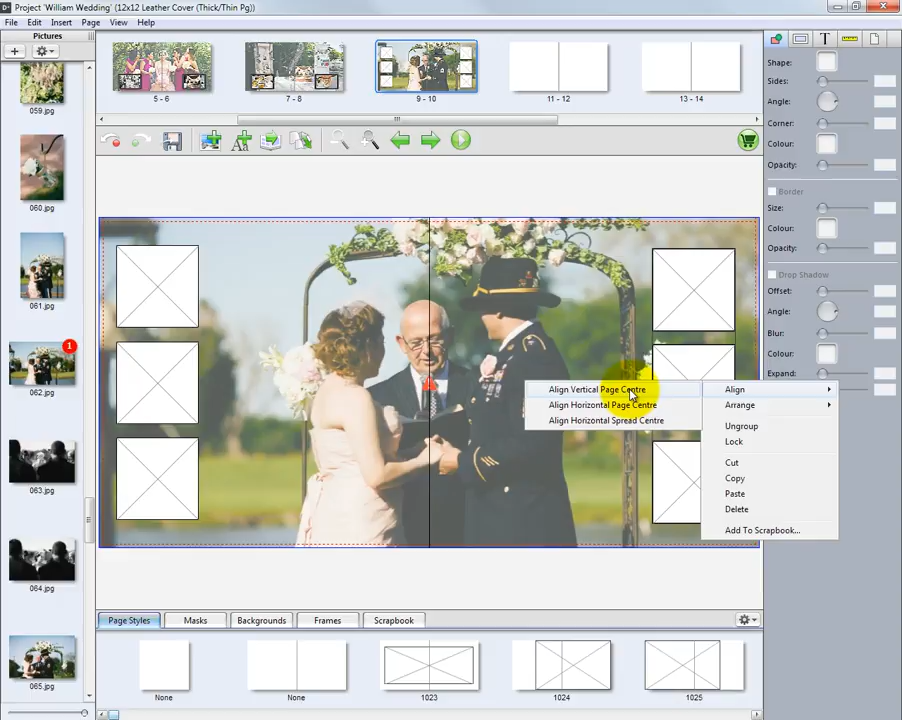 Project 'William Wedding' (12x12 Leather Cover (Thick/Thin Pg))
File Edit Insert Page View Help
Pictures
059.jpg
060.jpg
061.jpg
1
062.jpg
063.jpg
064.jpg
065.jpg
5 - 6
7 - 8
9 - 10
11 - 12
13 - 14
Align Vertical Page Centre
Align Horizontal Page Centre
Align Horizontal Spread Centre
Align
Arrange
Ungroup
Lock
Cut
Copy
Paste
Delete
Add To Scrapbook...
Page Styles Masks Backgrounds Frames Scrapbook
None
None
1023
1024
1025
Shape:
Sides:
Angle:
Corner:
Colour:
Opacity:
Border
Size:
Colour:
Opacity:
Drop Shadow
Offset:
Angle:
Blur:
Colour:
Expand: